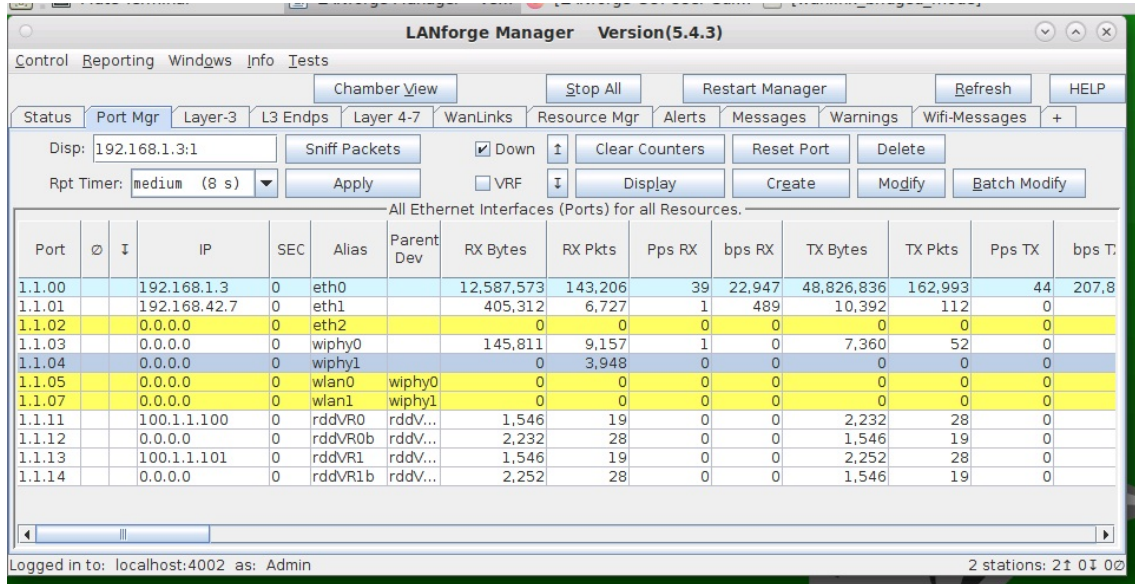 LANforge Manager Version(5.4.3)
Control Reporting Windows Info Tests
Chamber View Stop All Restart Manager Refresh HELP
Status Port Mgr Layer-3 L3 Endps Layer 4-7 WanLinks Resource Mgr Alerts Messages Warnings Wifi-Messages +
Disp: 192.168.1.3:1 Sniff Packets Down ↥ Clear Counters Reset Port Delete
Rpt Timer: medium (8 s) Apply VRF ↧ Display Create Modify Batch Modify
All Ethernet Interfaces (Ports) for all Resources.
Port ∅ ↧ IP SEC Alias Parent Dev RX Bytes RX Pkts Pps RX bps RX TX Bytes TX Pkts Pps TX bps T
1.1.00 192.168.1.3 0 eth0 12,587,573 143,206 39 22,947 48,826,836 162,993 44 207,8
1.1.01 192.168.42.7 0 eth1 405,312 6,727 1 489 10,392 112 0
1.1.02 0.0.0.0 0 eth2 0 0 0 0 0 0 0
1.1.03 0.0.0.0 0 wiphy0 145,811 9,157 1 0 7,360 52 0
1.1.04 0.0.0.0 0 wiphy1 0 3,948 0 0 0 0 0
1.1.05 0.0.0.0 0 wlan0 wiphy0 0 0 0 0 0 0 0
1.1.07 0.0.0.0 0 wlan1 wiphy1 0 0 0 0 0 0 0
1.1.11 100.1.1.100 0 rddVR0 rddV... 1,546 19 0 0 2,232 28 0
1.1.12 0.0.0.0 0 rddVR0b rddV... 2,232 28 0 0 1,546 19 0
1.1.13 100.1.1.101 0 rddVR1 rddV... 1,546 19 0 0 2,252 28 0
1.1.14 0.0.0.0 0 rddVR1b rddV... 2,252 28 0 0 1,546 19 0
Logged in to: localhost:4002 as: Admin 2 stations: 2↥ 0↧ 0∅